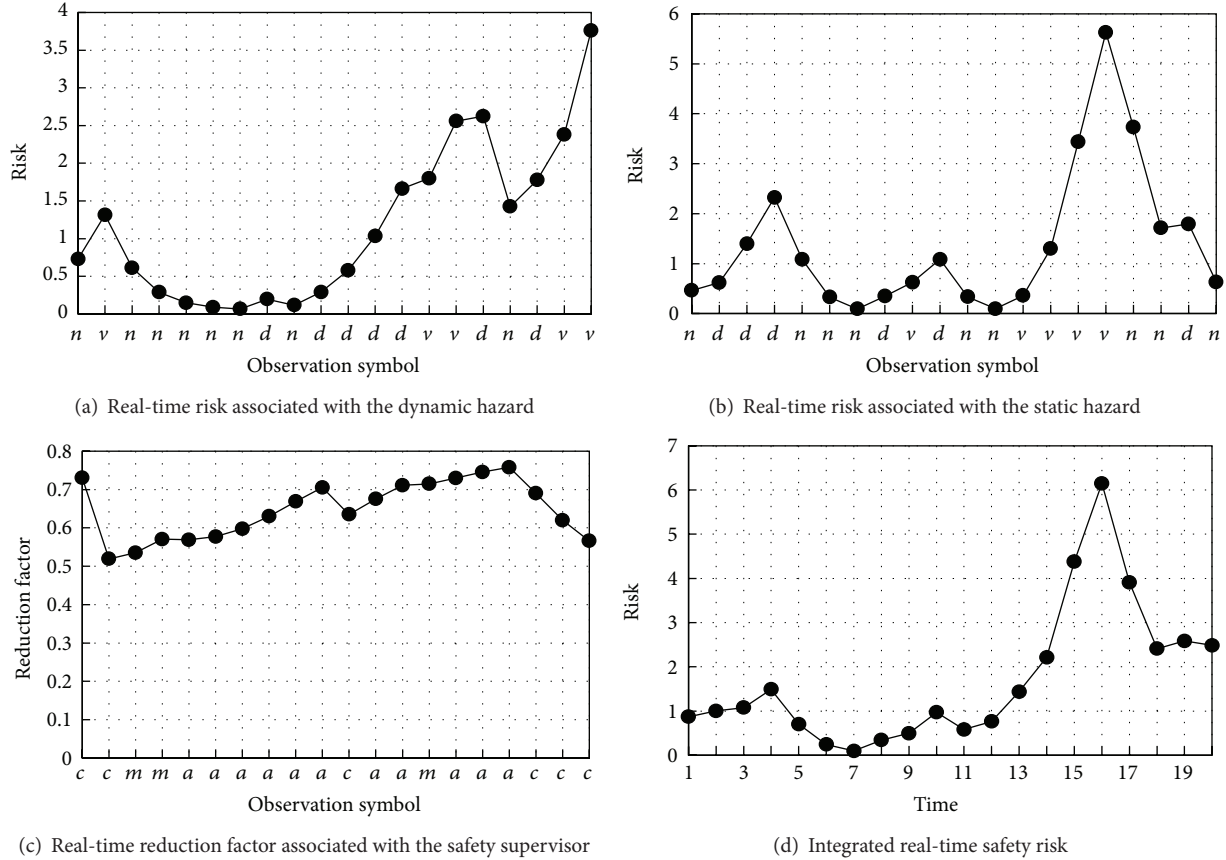 4
3.5
3
2.5
2
1.5
1
0.5
0
Risk
n v n n n n n d n d d d d v v d n d v v
Observation symbol
(a) Real-time risk associated with the dynamic hazard
6
5
4
3
2
1
0
Risk
n d d d n n n d v d n n v v v v n n d n
Observation symbol
(b) Real-time risk associated with the static hazard
0.8
0.7
0.6
0.5
0.4
0.3
0.2
0.1
0
Reduction factor
c c m m a a a a a a c a a m a a a c c c
Observation symbol
(c) Real-time reduction factor associated with the safety supervisor
7
6
5
4
3
2
1
0
Risk
1 3 5 7 9 11 13 15 17 19
Time
(d) Integrated real-time safety risk